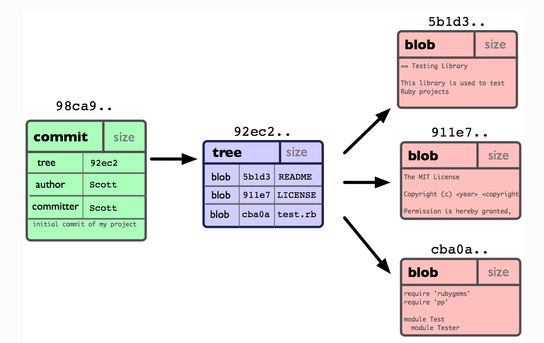 98ca9..
commit size
tree 92ec2
author Scott
committer Scott
initial commit of my project
92ec2..
tree size
blob 5b1d3 README
blob 911e7 LICENSE
blob cba0a test.rb
5b1d3..
blob size
== Testing Library
This library is used to test
Ruby projects
911e7..
blob size
The MIT License
Copyright (c) <year> <copyright
Permission is hereby granted,
cba0a..
blob size
require 'rubygems'
require 'pp'
module Test
module Tester